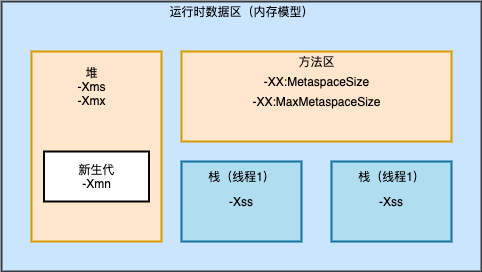 运行时数据区（内存模型）
堆
-Xms
-Xmx
新生代
-Xmn
方法区
-XX:MetaspaceSize
-XX:MaxMetaspaceSize
栈（线程1）
-Xss
栈（线程1）
-Xss